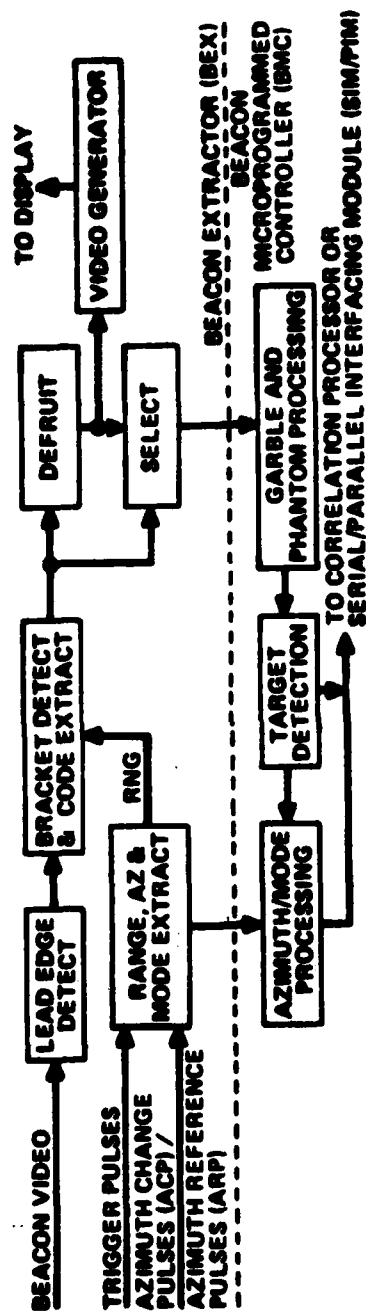 BEACON VIDEO
LEAD EDGE
DETECT
BRACKET DETECT
& CODE EXTRACT
DEFRUIT
TO DISPLAY
VIDEO GENERATOR
SELECT
TRIGGER PULSES
AZIMUTH CHANGE
PULSES (ACP) /
AZIMUTH REFERENCE
PULSES (ARP)
RANGE, AZ &
MODE EXTRACT
RNG
BEACON EXTRACTOR (BEX)
BEACON
MICROPROGRAMMED
CONTROLLER (BMC)
AZIMUTH/MODE
PROCESSING
TARGET
DETECTION
GARBLE AND
PHANTOM PROCESSING
TO CORRELATION PROCESSOR OR
SERIAL/PARALLEL INTERFACING MODULE (SIM/PIM)